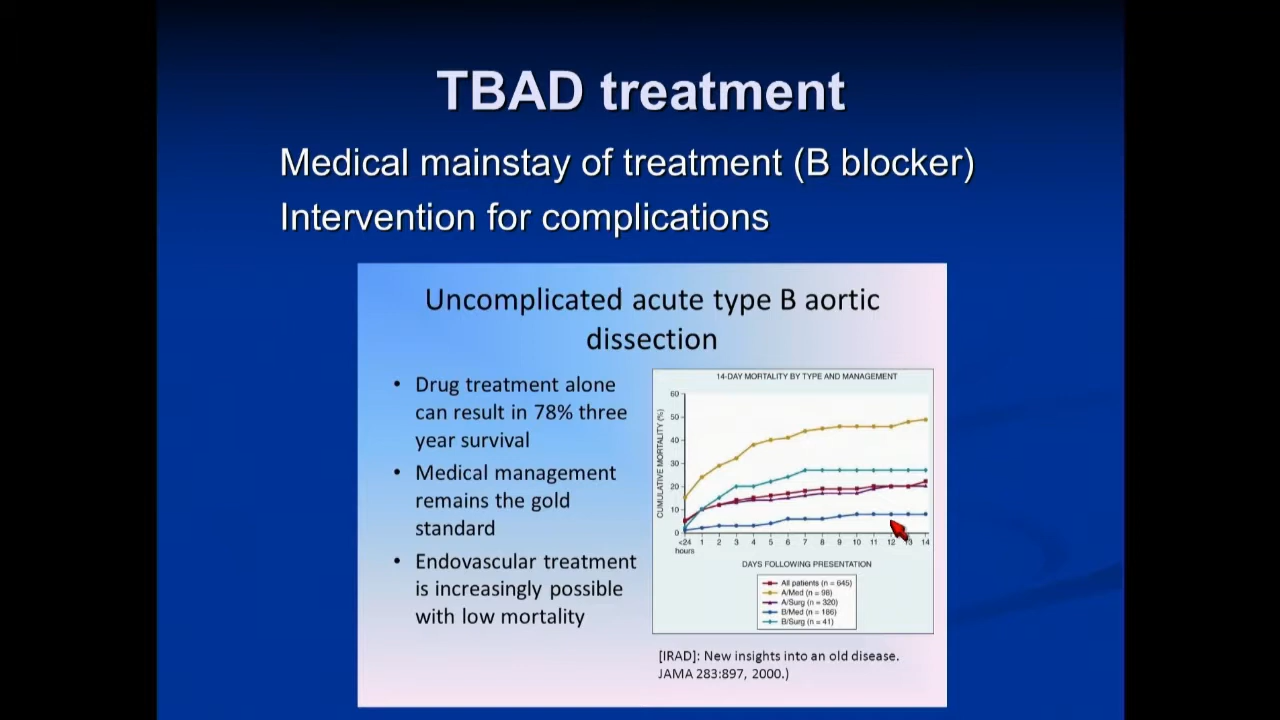 TBAD treatment
Medical mainstay of treatment (B blocker)
Intervention for complications
Uncomplicated acute type B aortic
dissection
• Drug treatment alone
can result in 78% three
year survival
• Medical management
remains the gold
standard
• Endovascular treatment
is increasingly possible
with low mortality
14-DAY MORTALITY BY TYPE AND MANAGEMENT
CUMULATIVE MORTALITY (%)
60
50
40
30
20
10
0
<24 1 2 3 4 5 6 7 8 9 10 11 12 13 14
hours
DAYS FOLLOWING PRESENTATION
All patients (n = 645)
A/Med (n = 98)
A/Surg (n = 320)
B/Med (n = 186)
B/Surg (n = 41)
[IRAD]: New insights into an old disease.
JAMA 283:897, 2000.)